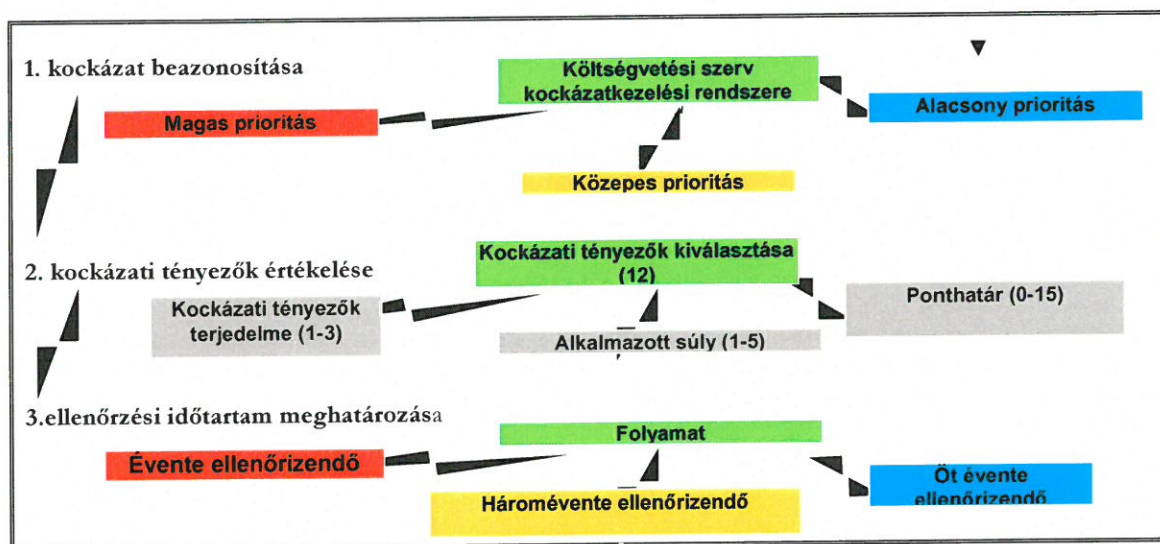 1. kockázat beazonosítása
Költségvetési szerv
kockázatkezelési rendszere
Magas prioritás
Alacsony prioritás
Közepes prioritás
2. kockázati tényezők értékelése
Kockázati tényezők kiválasztása
(12)
Kockázati tényezők
terjedelme (1-3)
Ponthatár (0-15)
Alkalmazott súly (1-5)
3.ellenőrzési időtartam meghatározása
Folyamat
Évente ellenőrizendő
Háromévente ellenőrizendő
Öt évente
ellenőrizendő